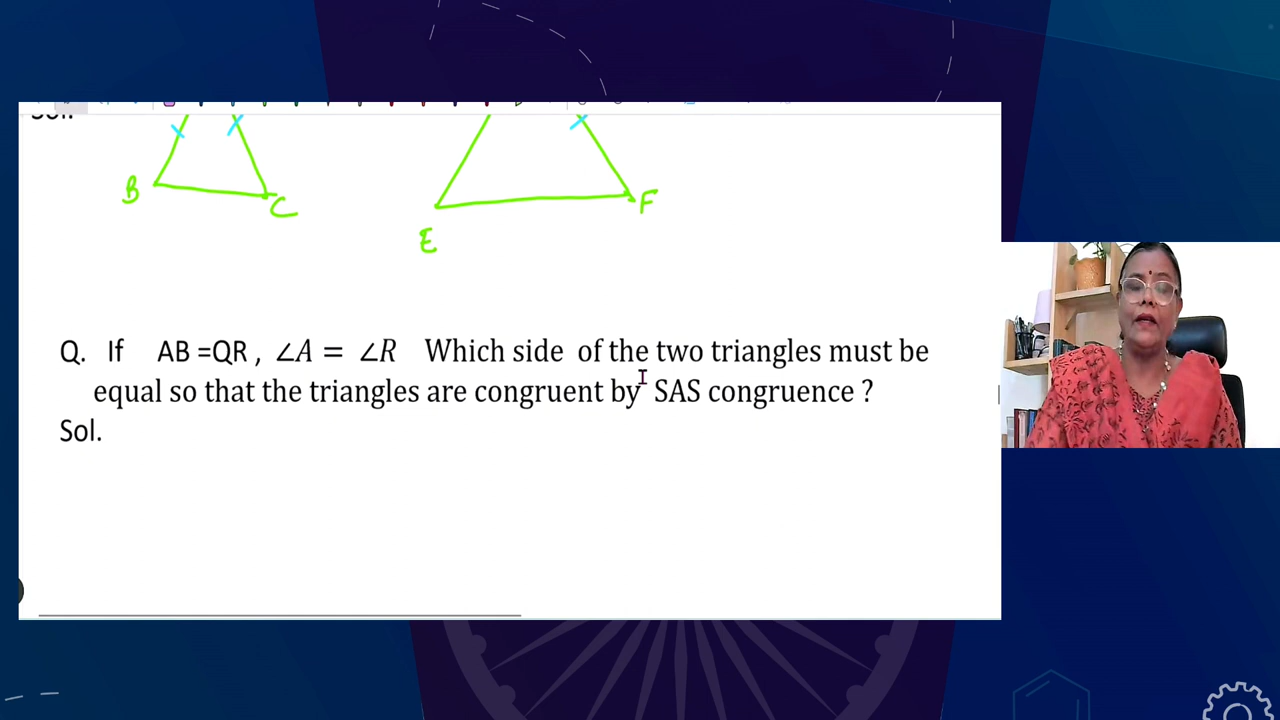 Sol.
B
C
F
E
Q. If AB =QR , ∠A = ∠R Which side of the two triangles must be
equal so that the triangles are congruent by SAS congruence ?
Sol.